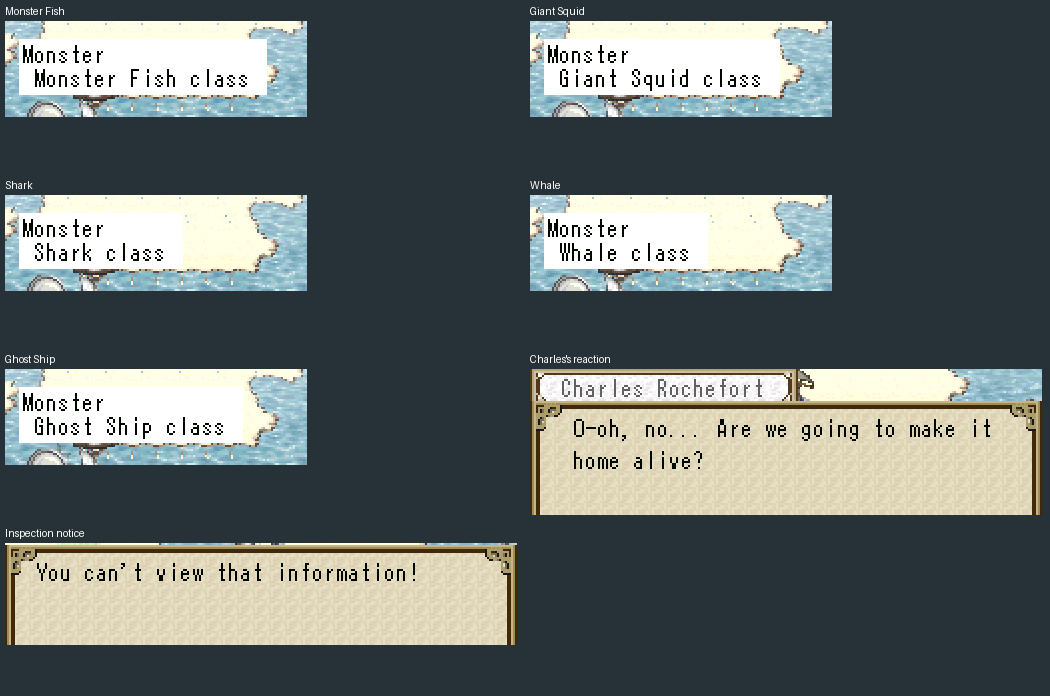 Monster Fish
Monster
Monster Fish class
Giant Squid
Monster
Giant Squid class
Shark
Monster
Shark class
Whale
Monster
Whale class
Ghost Ship
Monster
Ghost Ship class
Charles's reaction
Charles Rochefort
O-oh, no... Are we going to make it
home alive?
Inspection notice
You can't view that information!